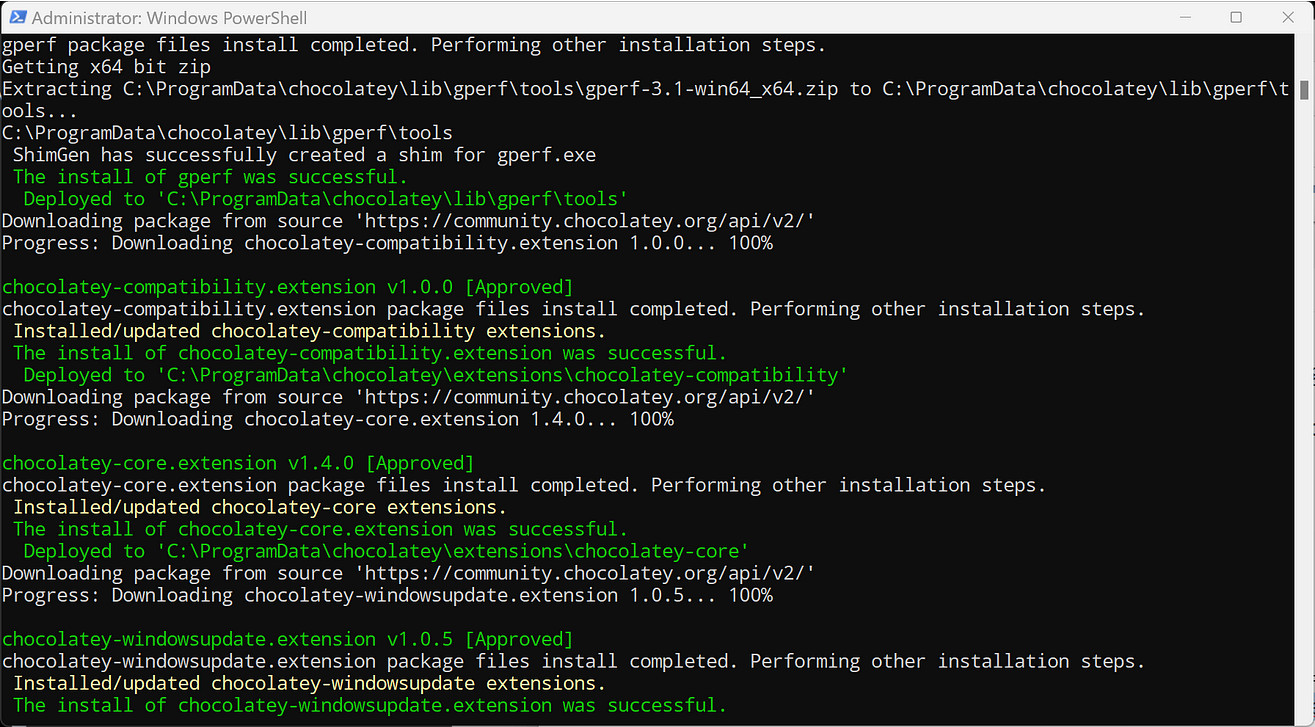 Administrator: Windows PowerShell
gperf package files install completed. Performing other installation steps.
Getting x64 bit zip
Extracting C:\ProgramData\chocolatey\lib\gperf\tools\gperf-3.1-win64_x64.zip to C:\ProgramData\chocolatey\lib\gperf\t
ools...
C:\ProgramData\chocolatey\lib\gperf\tools
 ShimGen has successfully created a shim for gperf.exe
 The install of gperf was successful.
  Deployed to 'C:\ProgramData\chocolatey\lib\gperf\tools'
Downloading package from source 'https://community.chocolatey.org/api/v2/'
Progress: Downloading chocolatey-compatibility.extension 1.0.0... 100%

chocolatey-compatibility.extension v1.0.0 [Approved]
chocolatey-compatibility.extension package files install completed. Performing other installation steps.
 Installed/updated chocolatey-compatibility extensions.
 The install of chocolatey-compatibility.extension was successful.
  Deployed to 'C:\ProgramData\chocolatey\extensions\chocolatey-compatibility'
Downloading package from source 'https://community.chocolatey.org/api/v2/'
Progress: Downloading chocolatey-core.extension 1.4.0... 100%

chocolatey-core.extension v1.4.0 [Approved]
chocolatey-core.extension package files install completed. Performing other installation steps.
 Installed/updated chocolatey-core extensions.
 The install of chocolatey-core.extension was successful.
  Deployed to 'C:\ProgramData\chocolatey\extensions\chocolatey-core'
Downloading package from source 'https://community.chocolatey.org/api/v2/'
Progress: Downloading chocolatey-windowsupdate.extension 1.0.5... 100%

chocolatey-windowsupdate.extension v1.0.5 [Approved]
chocolatey-windowsupdate.extension package files install completed. Performing other installation steps.
 Installed/updated chocolatey-windowsupdate extensions.
 The install of chocolatey-windowsupdate.extension was successful.